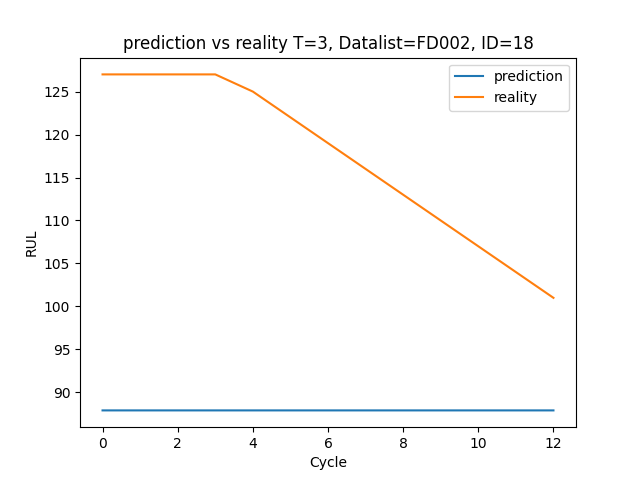 prediction vs reality T=3, Datalist=FD002, ID=18
prediction
reality
125
120
115
110
105
100
95
90
RUL
0 2 4 6 8 10 12
Cycle